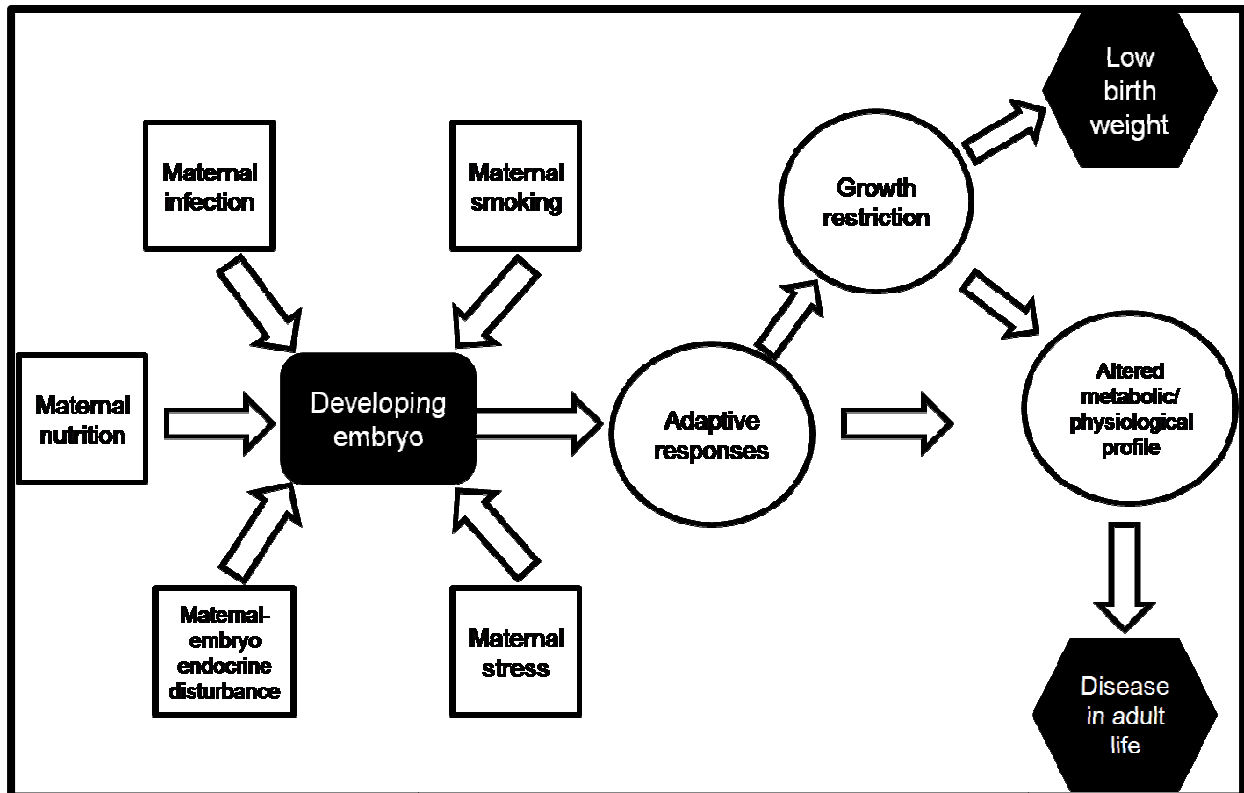 Low
birth
weight
Maternal
infection
Maternal
smoking
Growth
restriction
Maternal
nutrition
Developing
embryo
Adaptive
responses
Altered
metabolic/
physiological
profile
Maternal-
embryo
endocrine
disturbance
Maternal
stress
Disease
in adult
life